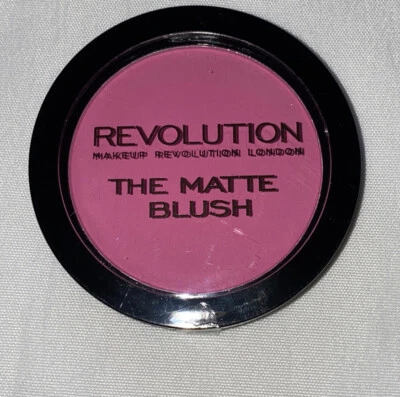 REVOLUTION
MAKEUP REVOLUTION LONDON
THE MATTE
BLUSH